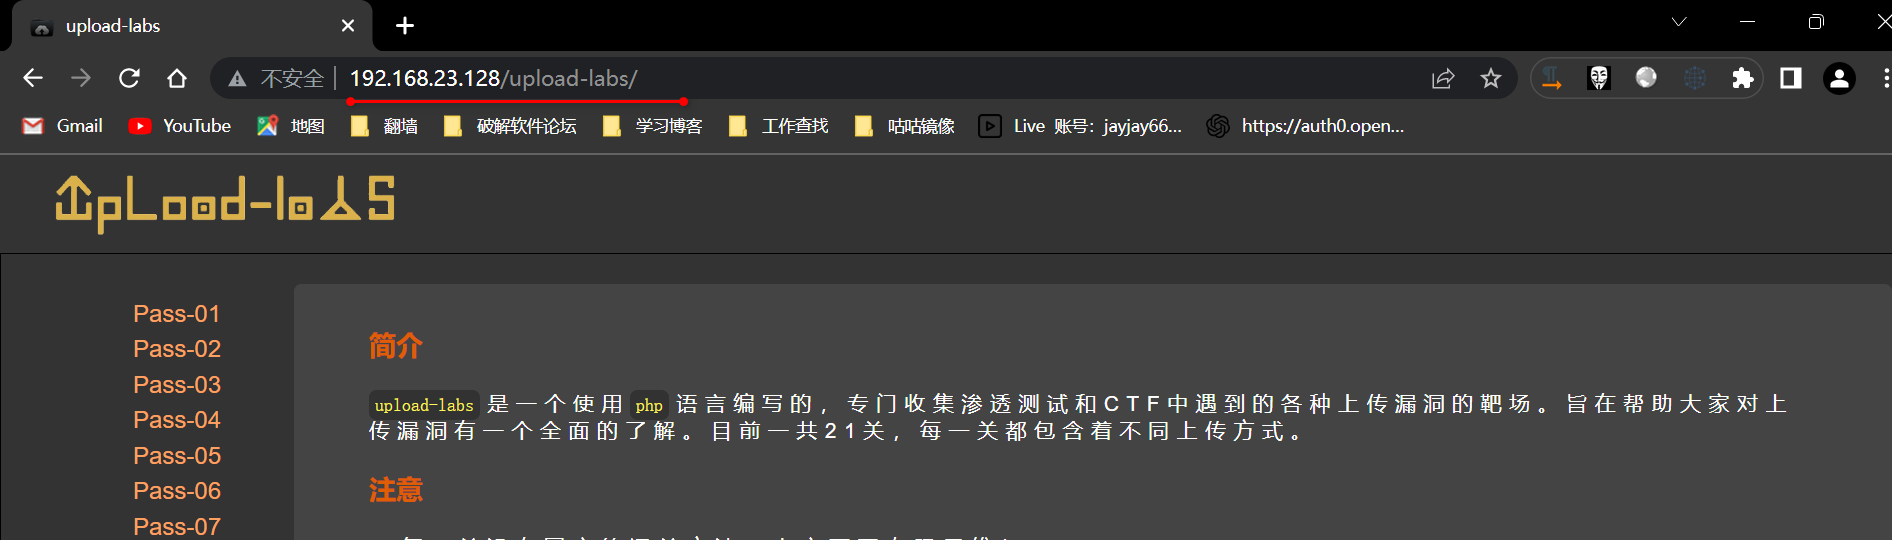 upload-labs
不安全 192.168.23.128/upload-labs/
Gmail YouTube 地图 翻墙 破解软件论坛 学习博客 工作查找 咕咕镜像 Live 账号：jayjay66... https://auth0.open...
UpLoad-labS
Pass-01
Pass-02
Pass-03
Pass-04
Pass-05
Pass-06
Pass-07
简介
upload-labs是一个使用php语言编写的，专门收集渗透测试和CTF中遇到的各种上传漏洞的靶场。旨在帮助大家对上
传漏洞有一个全面的了解。目前一共21关，每一关都包含着不同上传方式。
注意